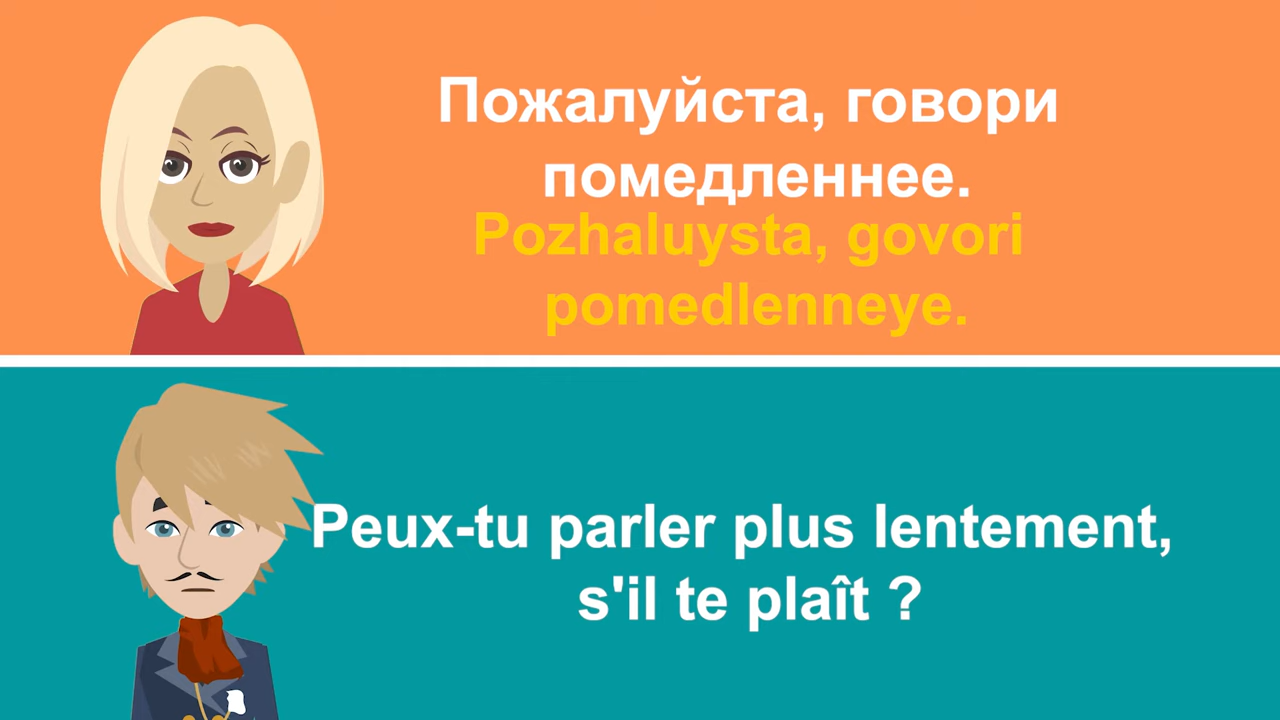 Пожалуйста, говори
помедленнее.
Pozhaluysta, govori
pomedlenneye.
Peux-tu parler plus lentement,
s'il te plaît ?